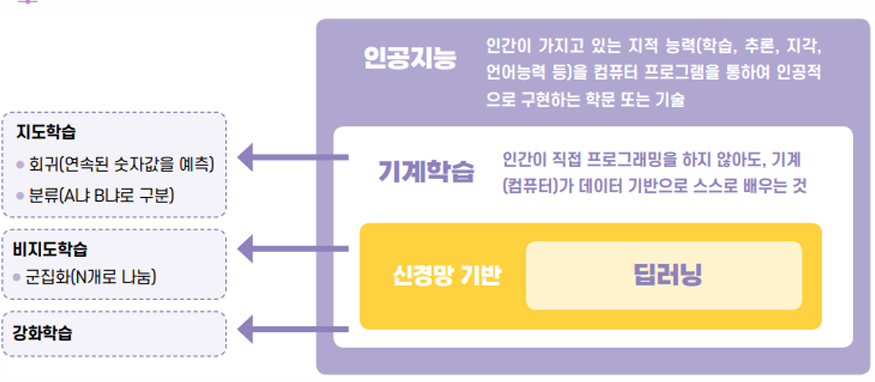 인공지능
인간이 가지고 있는 지적 능력(학습, 추론, 지각,
언어능력 등)을 컴퓨터 프로그램을 통하여 인공적
으로 구현하는 학문 또는 기술
지도학습
회귀(연속된 숫자값을 예측)
분류(A냐 B냐로 구분)
기계학습
인간이 직접 프로그래밍을 하지 않아도, 기계
(컴퓨터)가 데이터 기반으로 스스로 배우는 것
비지도학습
군집화(N개로 나눔)
신경망 기반
딥러닝
강화학습